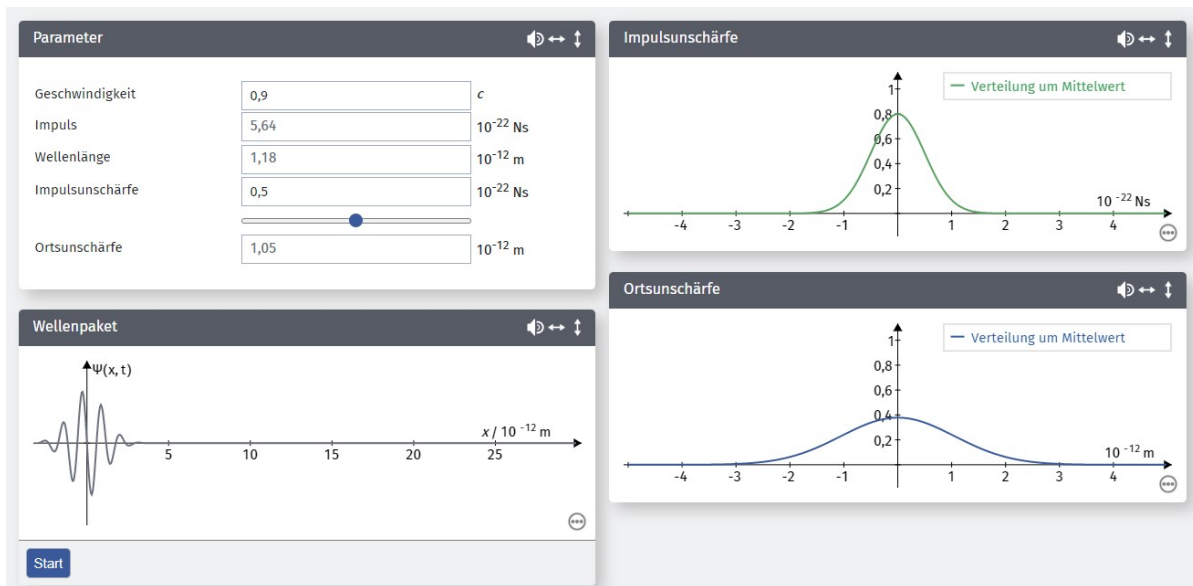 Parameter
Geschwindigkeit 0,9 c
Impuls 5,64 10⁻²² Ns
Wellenlänge 1,18 10⁻¹² m
Impulsunschärfe 0,5 10⁻²² Ns
Ortsunschärfe 1,05 10⁻¹² m
Wellenpaket
Ψ(x, t)
x / 10 ⁻¹² m
5 10 15 20 25
Start
Impulsunschärfe
Verteilung um Mittelwert
1
0,8
0,6
0,4
0,2
10 ⁻²² Ns
-4 -3 -2 -1 1 2 3 4
Ortsunschärfe
Verteilung um Mittelwert
1
0,8
0,6
0,4
0,2
10 ⁻¹² m
-4 -3 -2 -1 1 2 3 4